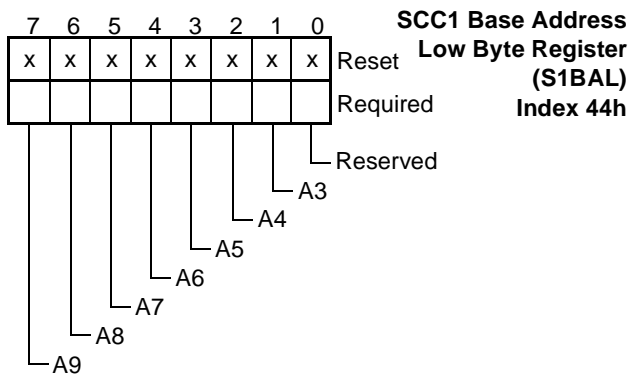 SCC1 Base Address
Low Byte Register
(S1BAL)
Index 44h
7 6 5 4 3 2 1 0
x x x x x x x x Reset
Required
Reserved
A3
A4
A5
A6
A7
A8
A9